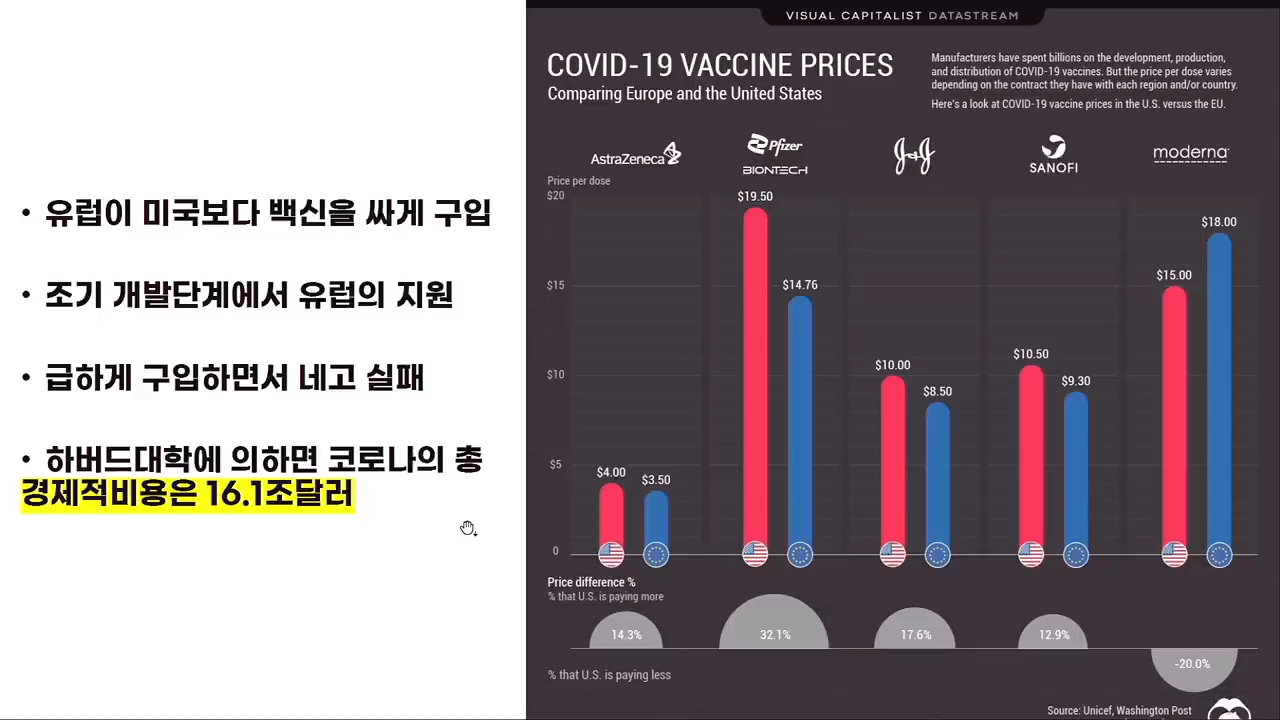 • 유럽이 미국보다 백신을 싸게 구입
• 조기 개발단계에서 유럽의 지원
• 급하게 구입하면서 네고 실패
• 하버드대학에 의하면 코로나의 총
경제적비용은 16.1조달러
VISUAL CAPITALIST DATASTREAM
COVID-19 VACCINE PRICES
Comparing Europe and the United States
Manufacturers have spent billions on the development, production,
and distribution of COVID-19 vaccines. But the price per dose varies
depending on the contract they have with each region and/or country.
Here's a look at COVID-19 vaccine prices in the U.S. versus the EU.
AstraZeneca
Pfizer
BIONTECH
J&J
SANOFI
moderna
Price per dose
$20
$15
$10
$5
0
$4.00
$3.50
$19.50
$14.76
$10.00
$8.50
$10.50
$9.30
$15.00
$18.00
Price difference %
% that U.S. is paying more
14.3%
32.1%
17.6%
12.9%
-20.0%
% that U.S. is paying less
Source: Unicef, Washington Post